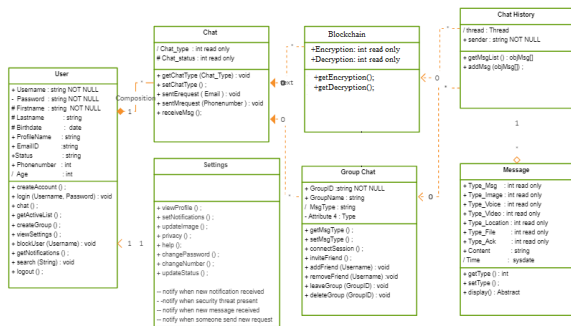 User
+ Username : string NOT NULL
- Password : string NOT NULL
# Firstname : string NOT NULL
# Lastname : string
# Birthdate : date
+ ProfileName : string
+ EmailID :string
+Status :string
+ Phonenumber : int
/ Age : int
+ createAccount () ;
+ login (Username, Password) : void
+ chat () ;
+ getActiveList () ;
+ createGroup () ;
+ viewSettings () ;
+ blockUser (Username) : void
+ getNotifications () ;
+ search (String) : void
+ logout () ;
Composition
1
1
1
Chat
/ Chat_type : int read only
# Chat_status : int read only
+ getChatType (Chat_Type) : void
+ setChatType () ;
+ sentErequest ( Email ) : void
+ sentMrequest (Phonenumber ) : void
+ receiveMsg ();
0
0
Settings
+ viewProfile () ;
+ setNotifications () ;
+ updateImage () ;
+ privacy () ;
+ help ();
+ changePassword () ;
+ changeNumber () ;
+ updateStatus () ;
-- notify when new notification received
-- -notify when security threat present
-- notify when new message received
-- notify when someone send new request
Blockchain
+Encryption: int read only
+Decryption: int read only
+getEncryption();
+getDecryption();
0
Group Chat
+ GroupID :string NOT NULL
+ GroupName : string
/ MsgType : string
- Attribute 4 : Type
+ getMsgType () ;
+ setMsgType () ;
+ connectSession () ;
+ inviteFriend () ;
+ addFriend (Username) : void
+ removeFriend (Username) :void
+ leaveGroup (GroupID) : void
+ deleteGroup (GroupID) : void
0
Chat History
/ thread : Thread
+ sender : string NOT NULL
+ getMsgList () : objMsg[]
+ addMsg (objMsg[]) ;
1
Message
+ Type_Msg : int read only
+ Type_Image : int read only
+ Type_Voice : int read only
+ Type_Video : int read only
+ Type_Location : int read only
+ Type_File : int read only
+ Type_Ack : int read only
+ Content : string
/ Time : sysdate
+ getType () : int
+ setType () ;
+ display() : Abstract